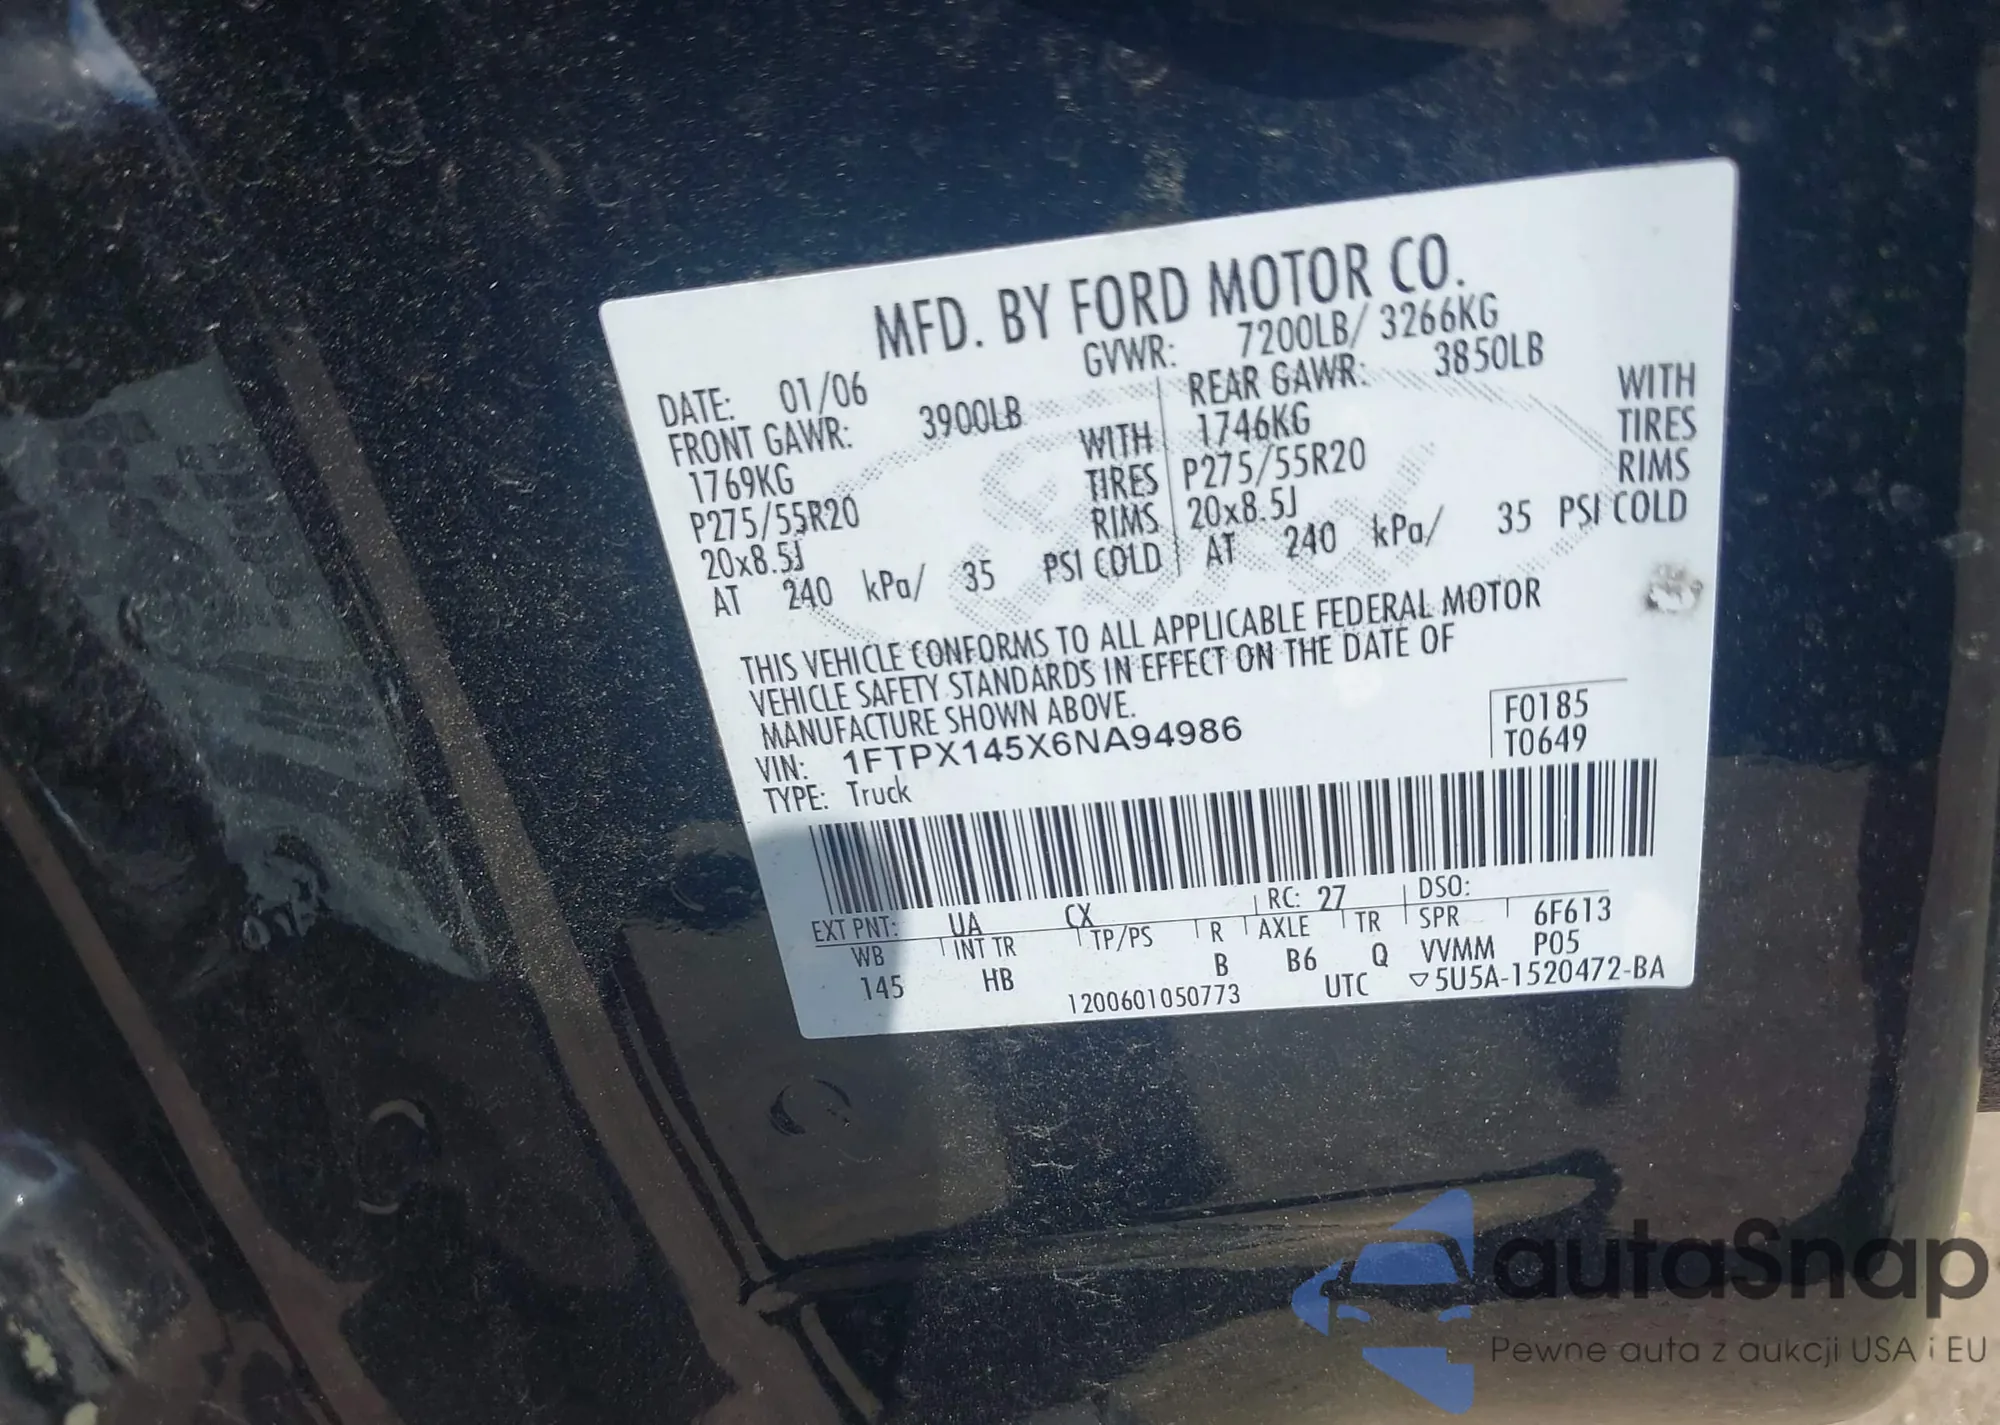 MFD. BY FORD MOTOR CO.
DATE: 01/06 GVWR: 7200LB/ 3266KG
FRONT GAWR: 3900LB REAR GAWR: 3850LB
1769KG WITH 1746KG WITH
P275/55R20 TIRES P275/55R20 TIRES
20x8.5J RIMS 20x8.5J RIMS
AT 240 kPa/ 35 PSI COLD AT 240 kPa/ 35 PSI COLD
THIS VEHICLE CONFORMS TO ALL APPLICABLE FEDERAL MOTOR
VEHICLE SAFETY STANDARDS IN EFFECT ON THE DATE OF
MANUFACTURE SHOWN ABOVE.
VIN: 1FTPX145X6NA94986 F0185
TYPE: Truck T0649
EXT PNT: UA CX RC: 27 DSO:
WB INT TR TP/PS R AXLE TR SPR 6F613
145 HB B B6 Q VVMM P05
1200601050773 UTC ▽5U5A-1520472-BA
autaSnap
Pewne auta z aukcji USA i EU